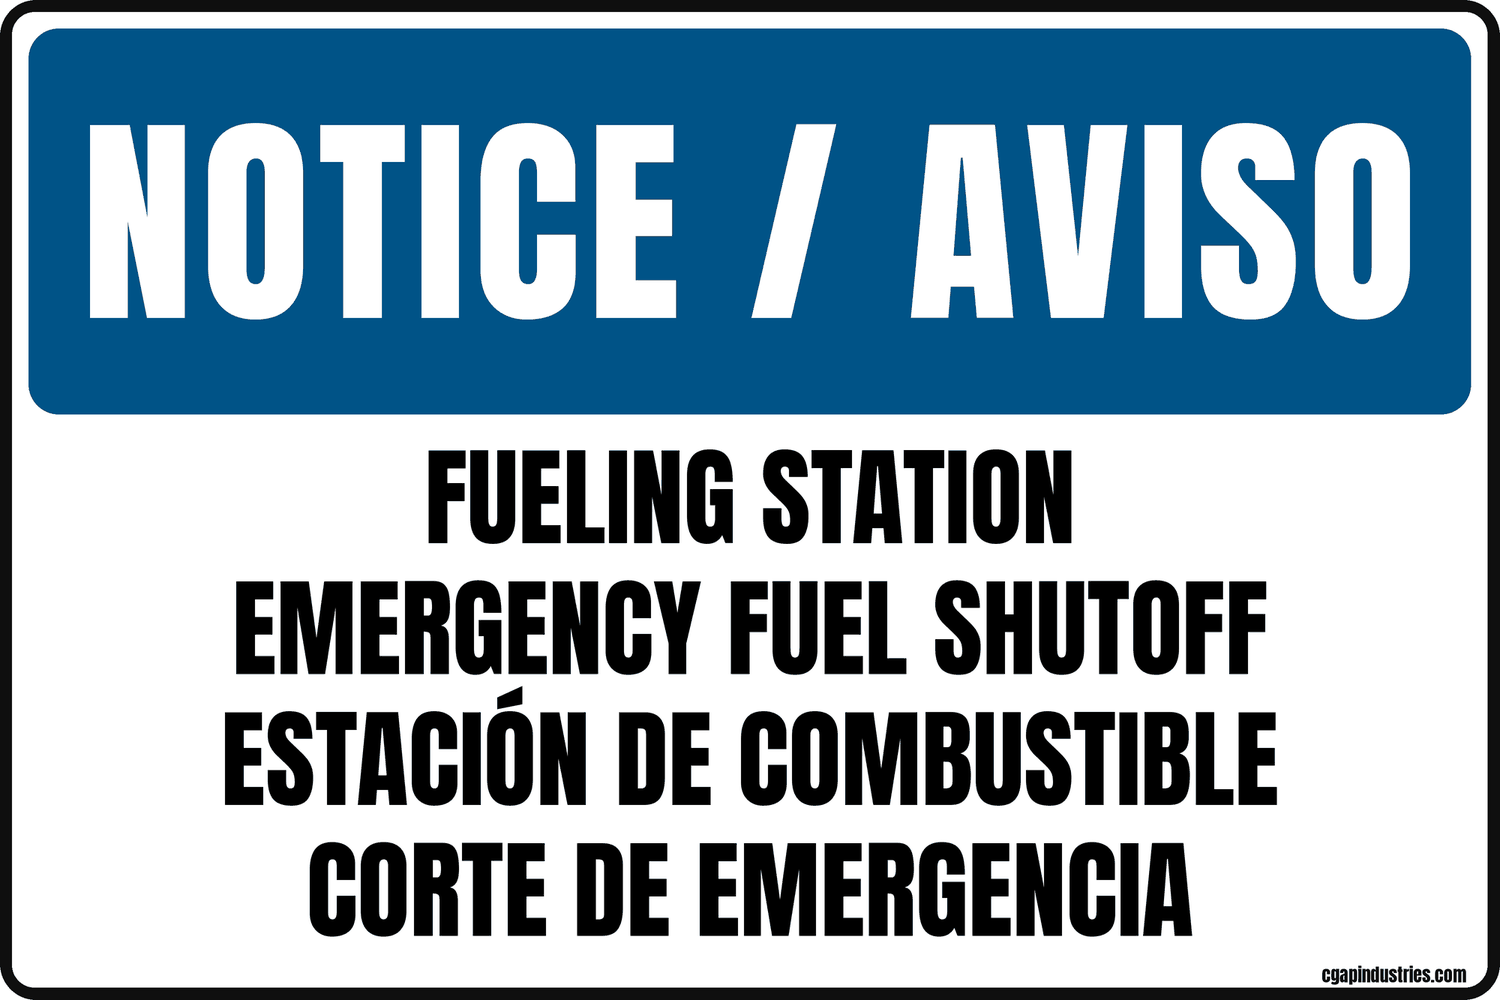 NOTICE / AVISO
FUELING STATION
EMERGENCY FUEL SHUTOFF
ESTACIÓN DE COMBUSTIBLE
CORTE DE EMERGENCIA
cgapindustries.com